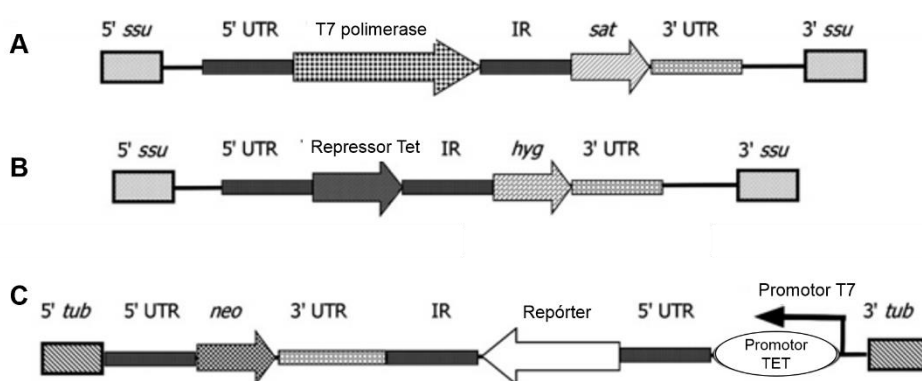 A
5' ssu 5' UTR T7 polimerase IR sat 3' UTR 3' ssu
B
5' ssu 5' UTR ' Repressor Tet IR hyg 3' UTR 3' ssu
C
5' tub 5' UTR neo 3' UTR IR Repórter 5' UTR Promotor T7 3' tub
Promotor
TET